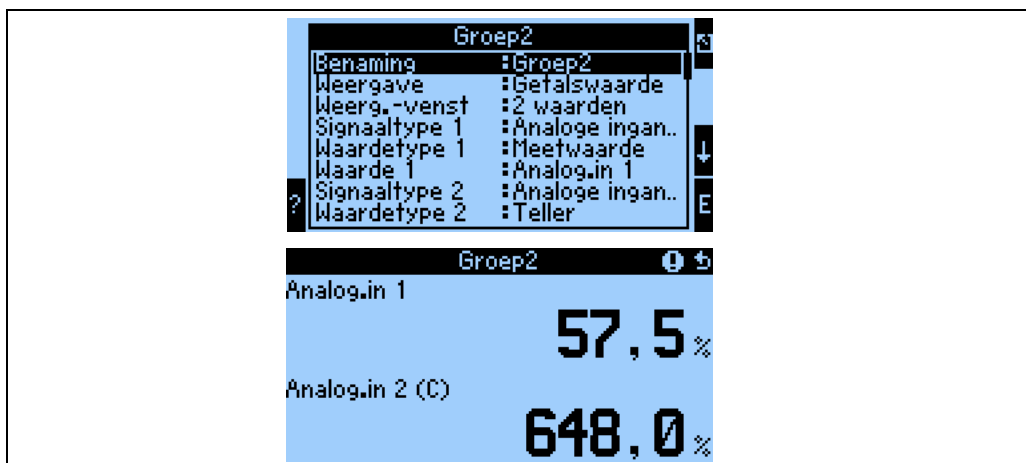 Groep2
Benaming :Groep2
Weergave :Getalswaarde
Weerg.-venst :2 waarden
Signaaltype 1 :Analoge ingan..
Waardetype 1 :Meetwaarde
Waarde 1 :Analog.in 1
Signaaltype 2 :Analoge ingan..
Waardetype 2 :Teller
? ↓ E
Groep2
Analog.in 1
57,5 %
Analog.in 2 (C)
648,0 %